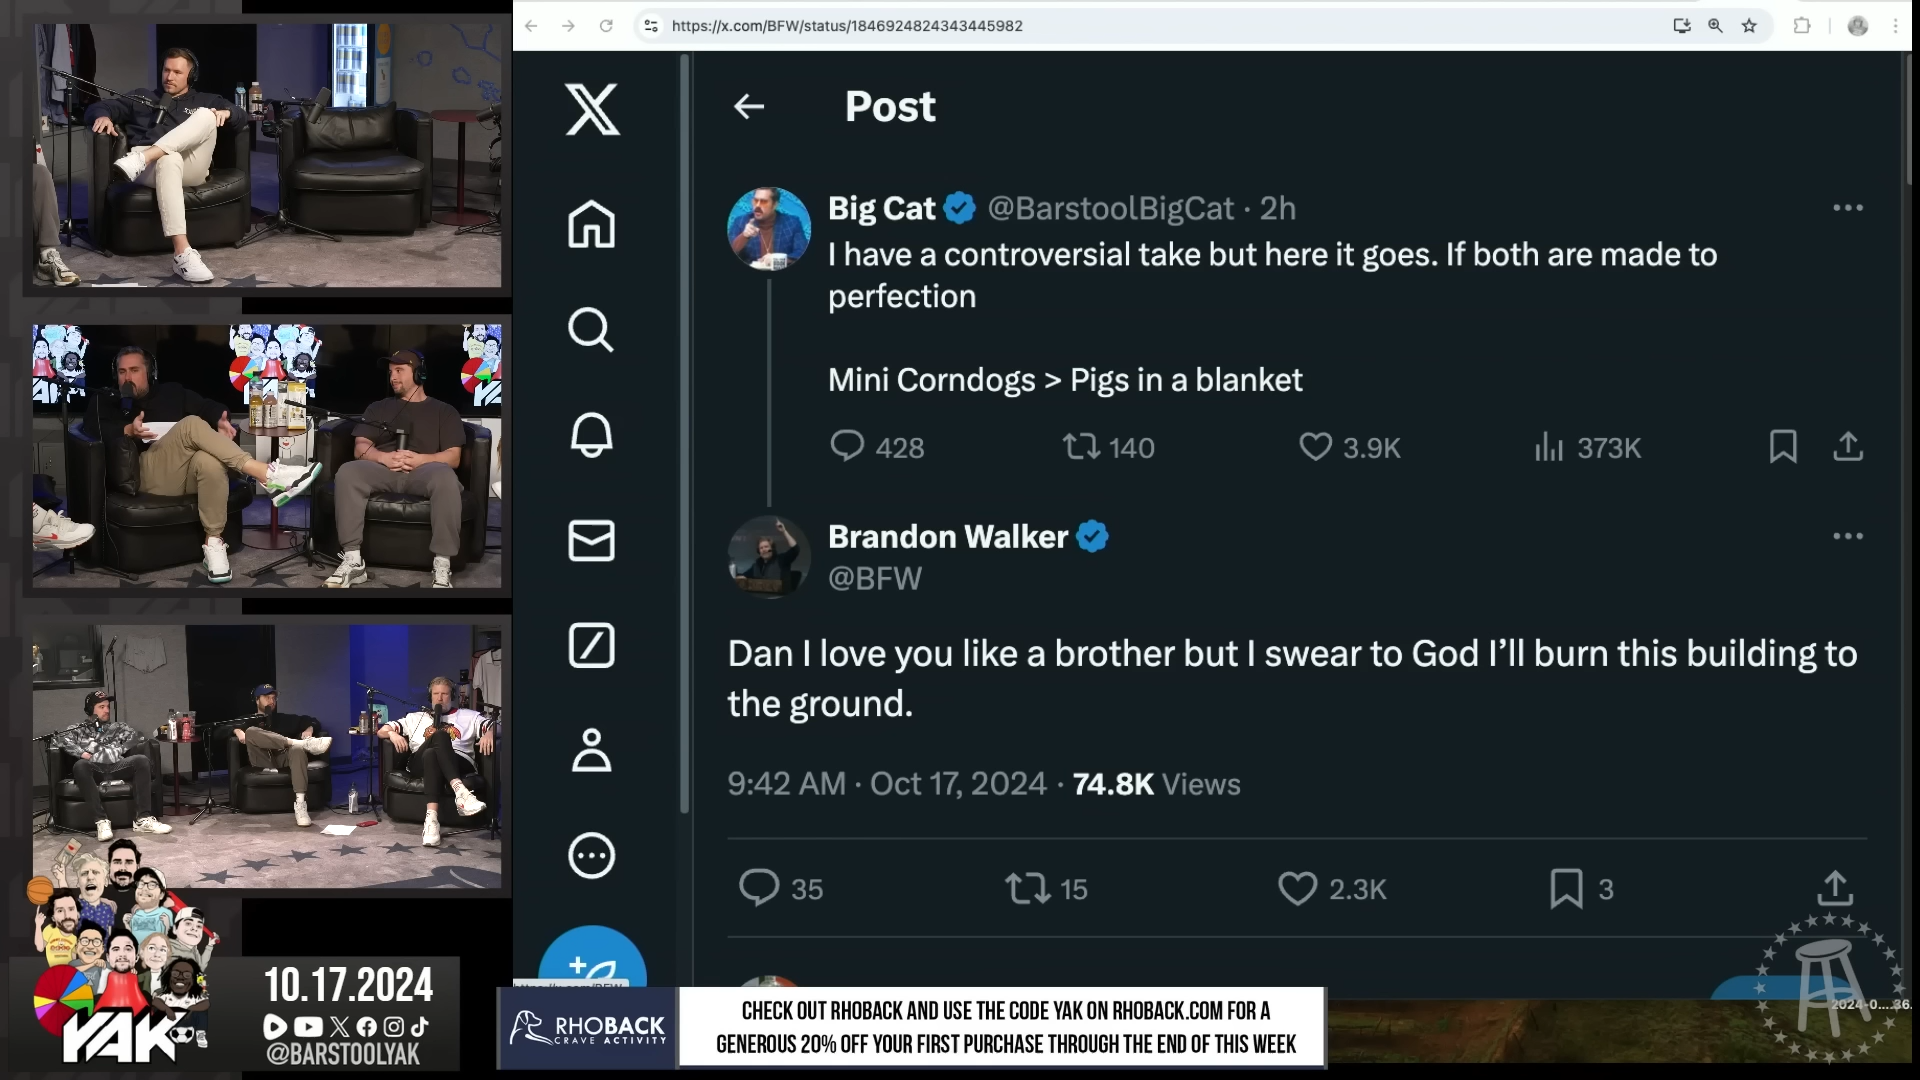 https://x.com/BFW/status/1846924824343445982
Post
Big Cat @BarstoolBigCat · 2h
I have a controversial take but here it goes. If both are made to
perfection
Mini Corndogs > Pigs in a blanket
428 140 3.9K 373K
Brandon Walker
@BFW
Dan I love you like a brother but I swear to God I’ll burn this building to
the ground.
9:42 AM · Oct 17, 2024 · 74.8K Views
35 15 2.3K 3
YAK
10.17.2024
@BARSTOOLYAK
RHOBACK
CRAVE ACTIVITY
CHECK OUT RHOBACK AND USE THE CODE YAK ON RHOBACK.COM FOR A
GENEROUS 20% OFF YOUR FIRST PURCHASE THROUGH THE END OF THIS WEEK